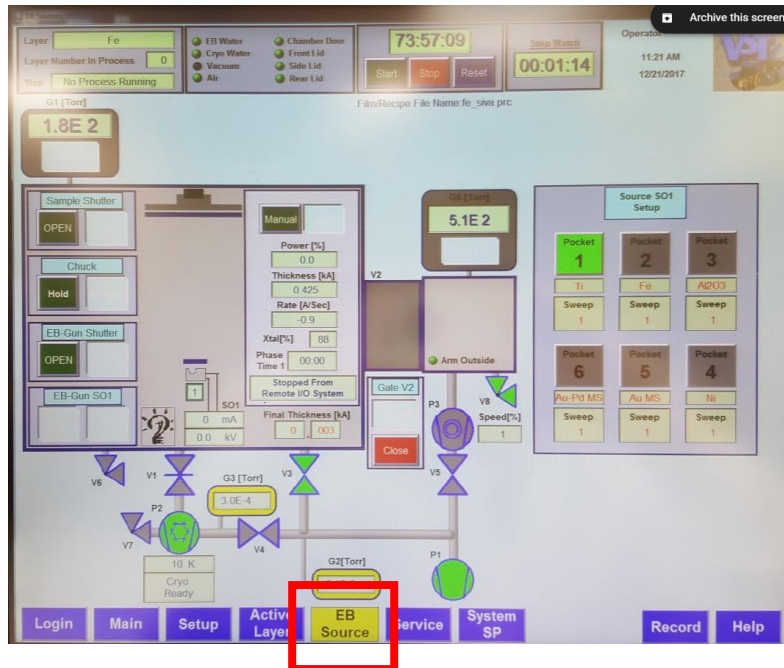 EB Sources
Archive this screen
Layer
Fe
Layer Number In Process
0
Step
No Process Running
EB Water
Cryo Water
Vacuum
Air
Chamber Door
Front Lid
Side Lid
Rear Lid
73:57:09
Start
Stop
Reset
Stop Watch
00:01:14
Operator
11:21 AM
12/21/2017
Film/Recipe File Name:fe_siva.prc
G1 [Torr]
1.8E 2
Sample Shutter
OPEN
Chuck
Hold
EB-Gun Shutter
OPEN
EB-Gun SO1
1
SO1
0 mA
0.0 kV
Manual
Power [%]
0.0
Thickness [kA]
0.425
Rate [A/Sec]
-0.9
Xtal[%]
88
Phase
Time 1
00:00
Stopped From
Remote I/O System
Final Thickness [kA]
0 . 003
[Torr]
5.1E 2
V2
Arm Outside
Gate V2
Close
P3
V8
Speed[%]
1
V5
Source SO1
Setup
Pocket
1
Pocket
2
Pocket
3
Ti
Fe
Al2O3
Sweep
1
Sweep
1
Sweep
1
Pocket
6
Pocket
5
Pocket
4
Au-Pd MS
Au MS
Ni
Sweep
1
Sweep
1
Sweep
1
V6
V1
G3 [Torr]
3.0E-4
V3
P2
V7
V4
10 K
Cryo
Ready
G2[Torr]
P1
Login
Main
Setup
Active
Layer
EB
Source
Service
System
SP
Record
Help